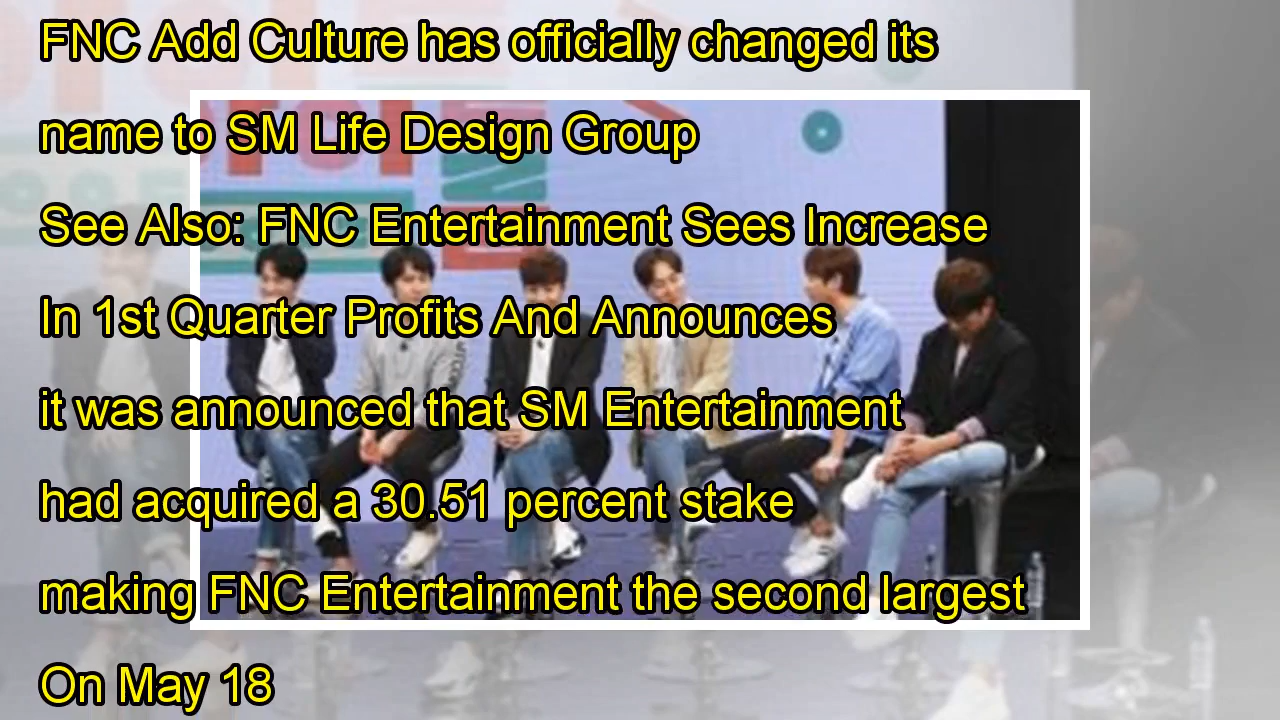 FNC Add Culture has officially changed its
name to SM Life Design Group
See Also: FNC Entertainment Sees Increase
In 1st Quarter Profits And Announces
it was announced that SM Entertainment
had acquired a 30.51 percent stake
making FNC Entertainment the second largest
On May 18